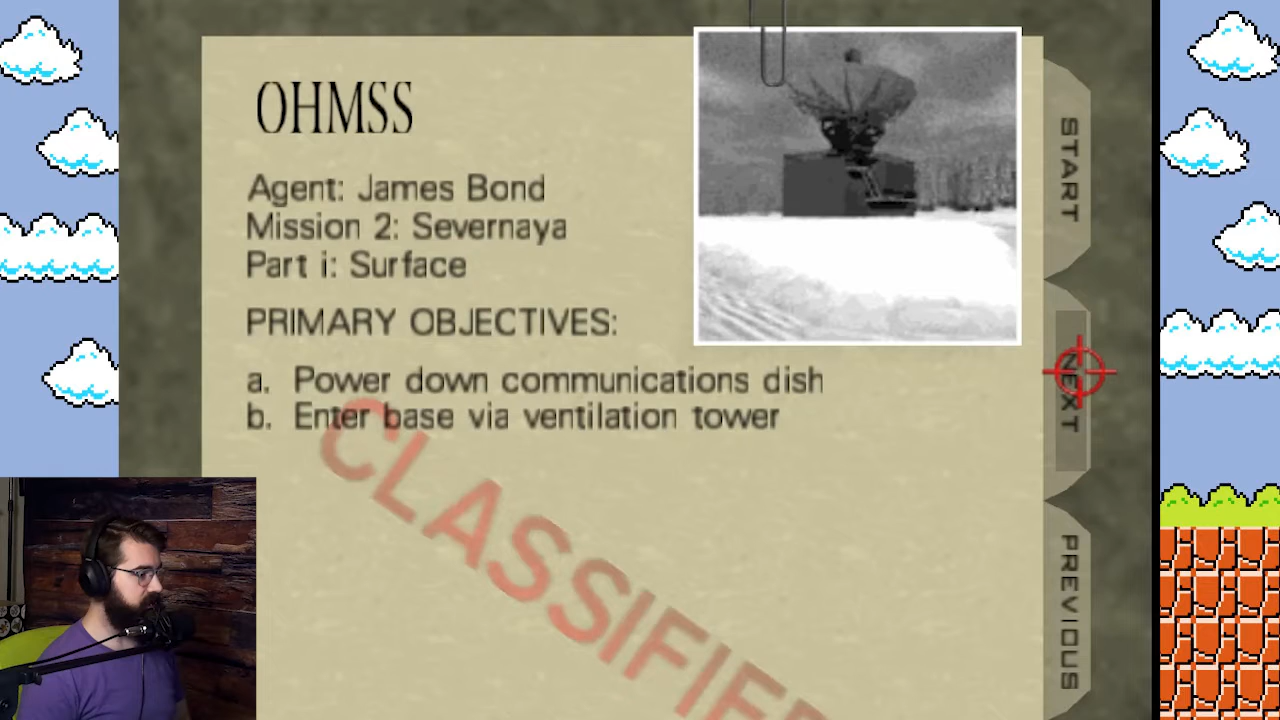 OHMSS
Agent: James Bond
Mission 2: Severnaya
Part i: Surface
PRIMARY OBJECTIVES:
a. Power down communications dish
b. Enter base via ventilation tower
CLASSIFIE
START
NEXT
PREVIOUS